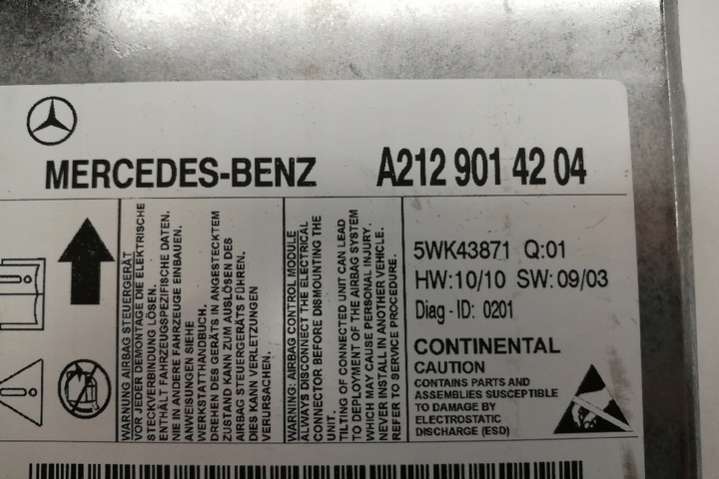 MERCEDES-BENZ
A212 901 42 04
WARNUNG AIRBAG STEUERGERÄT
VOR JEDER DEMONTAGE DIE ELEKTRISCHE
STECKVERBINDUNG LÖSEN.
ENTHÄLT FAHRZEUGSPEZIFISCHE DATEN.
NIE IN ANDERE FAHRZEUGE EINBAUEN.
ANWEISUNGEN SIEHE
WERKSTATTHANDBUCH.
DREHEN DES GERÄTS IN ANGESTECKTEM
ZUSTAND KANN ZUM AUSLÖSEN DES
AIRBAG STEUERGERÄTS FÜHREN.
DIES KANN VERLETZUNGEN
VERURSACHEN.
WARNING: AIRBAG CONTROL MODULE
ALWAYS DISCONNECT THE ELECTRICAL
CONNECTOR BEFORE DISMOUNTING THE
UNIT.
TILTING OF CONNECTED UNIT CAN LEAD
TO DEPLOYMENT OF THE AIRBAG SYSTEM
WHICH MAY CAUSE PERSONAL INJURY.
NEVER INSTALL IN ANOTHER VEHICLE.
REFER TO SERVICE PROCEDURE.
5WK43871 Q:01
HW:10/10 SW: 09/03
Diag - ID: 0201
CONTINENTAL
CAUTION
CONTAINS PARTS AND
ASSEMBLIES SUSCEPTIBLE
TO DAMAGE BY
ELECTROSTATIC
DISCHARGE (ESD)